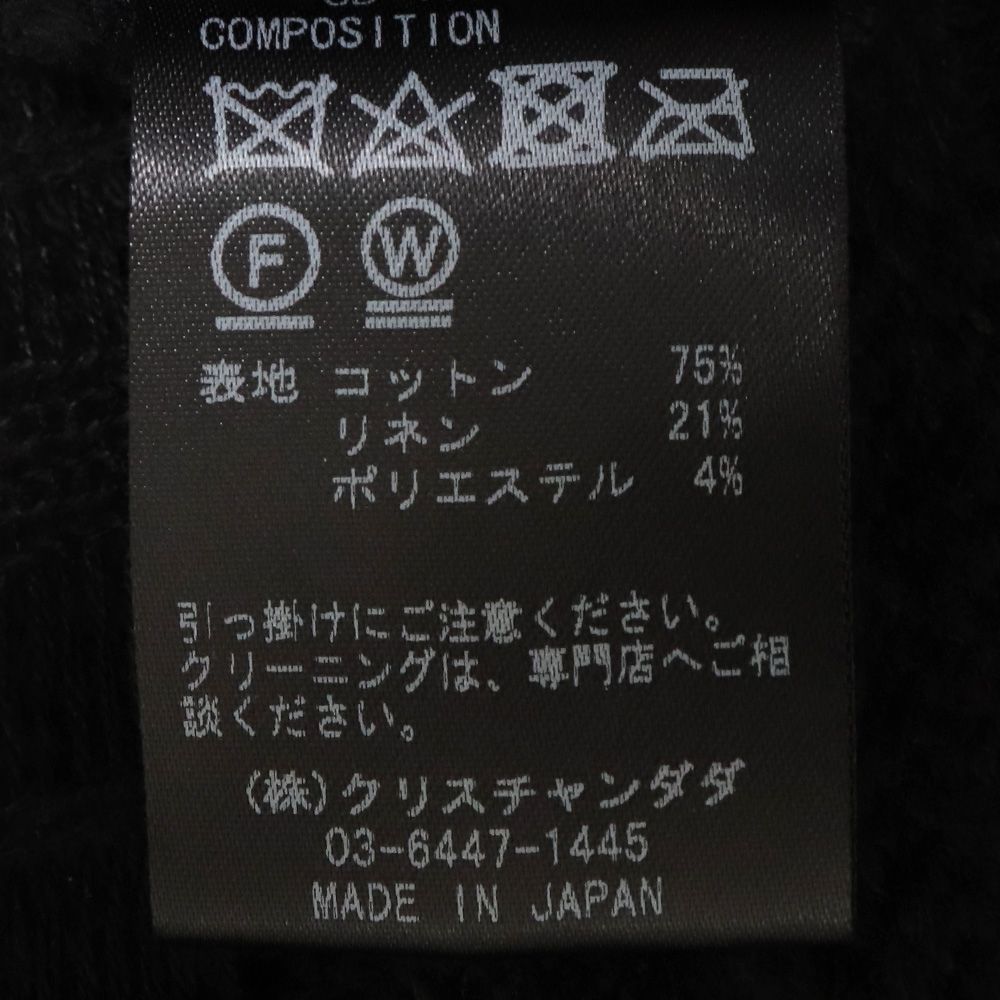 COMPOSITION
F W
表地 コットン 75%
リネン 21%
ポリエステル 4%
引っ掛けにご注意ください。
クリーニングは、専門店へご相
談ください。
(株)クリスチャンダダ
03-6447-1445
MADE IN JAPAN